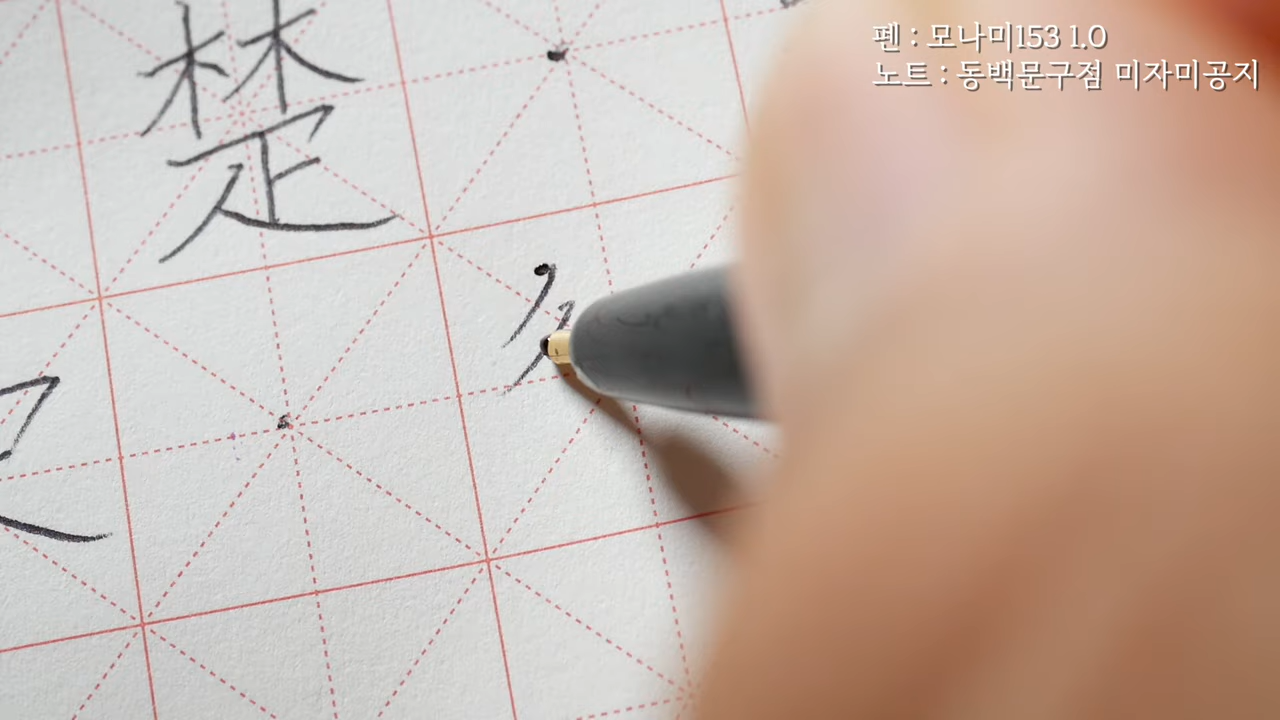 펜 : 모나미153 1.0
노트 : 동백문구점 미자미공지
楚